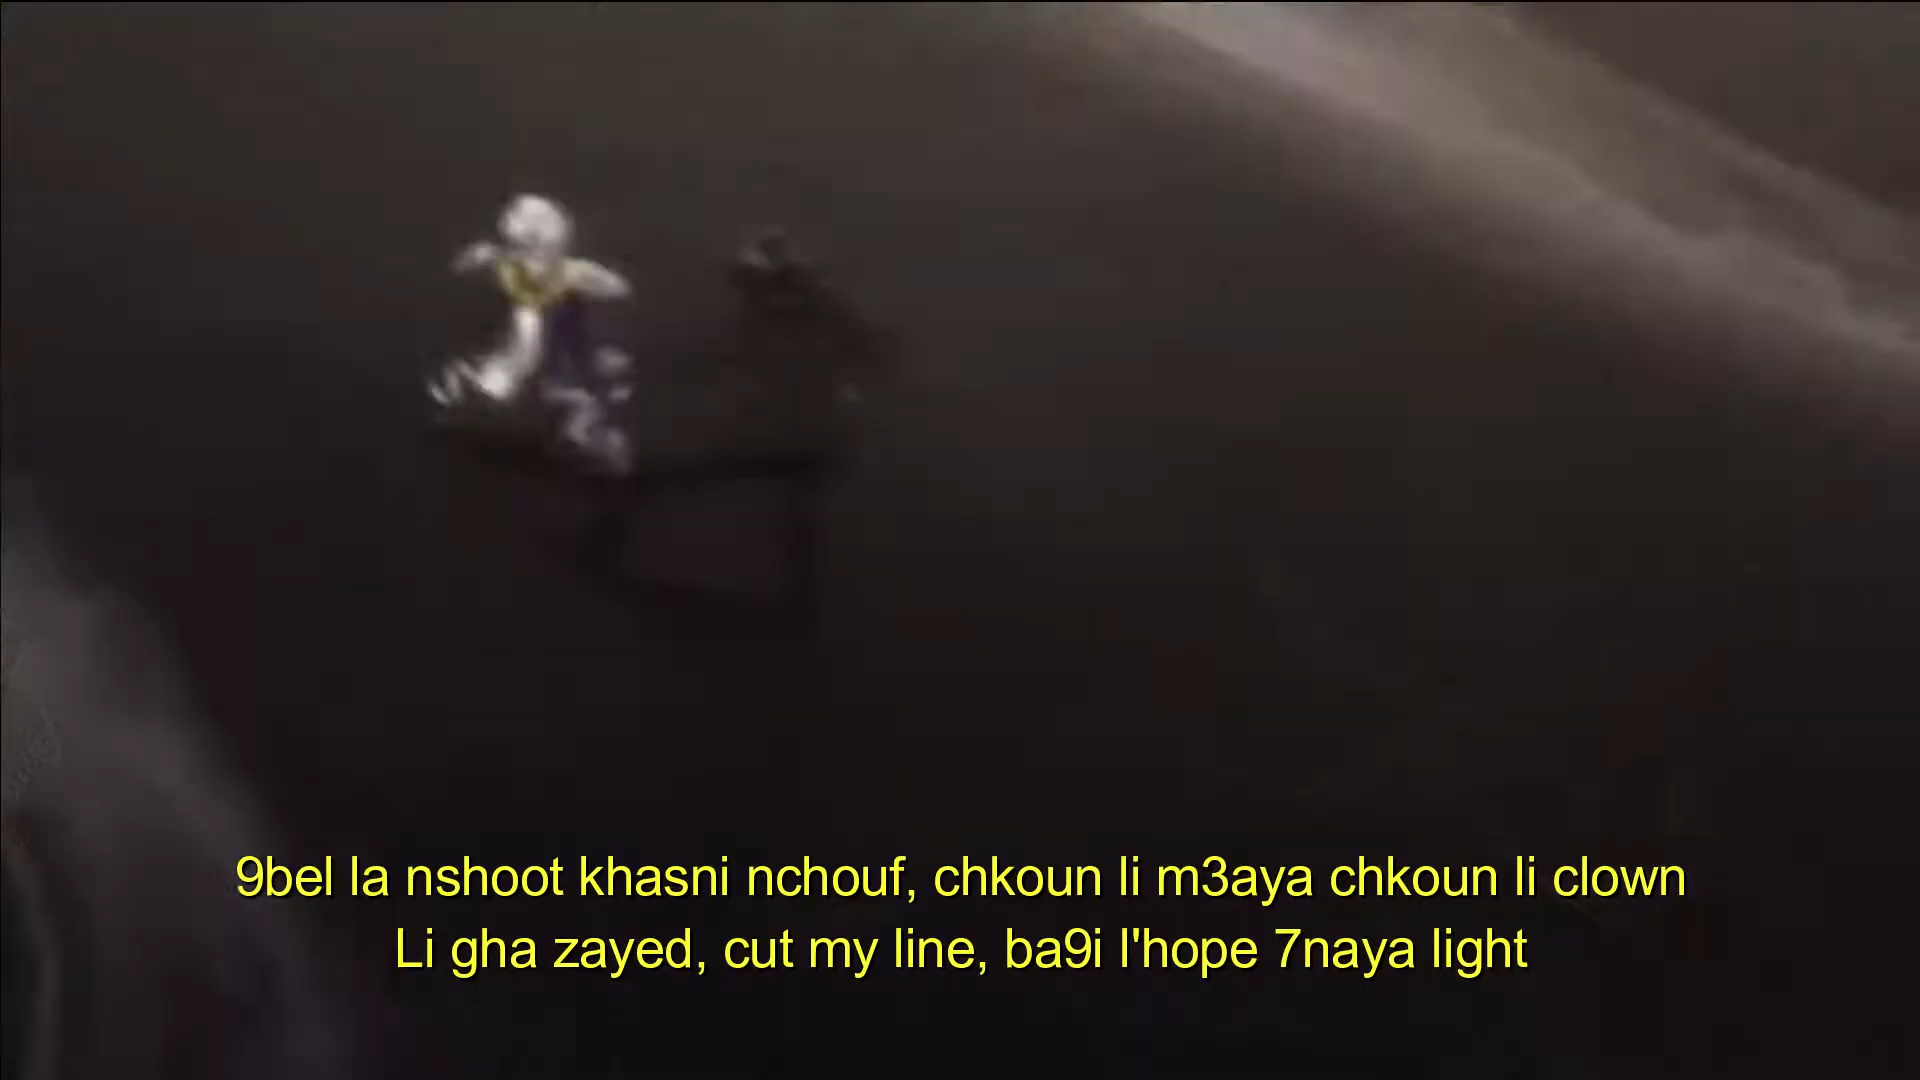 9bel la nshoot khasni nchouf, chkoun li m3aya chkoun li clown
Li gha zayed, cut my line, ba9i l'hope 7naya light